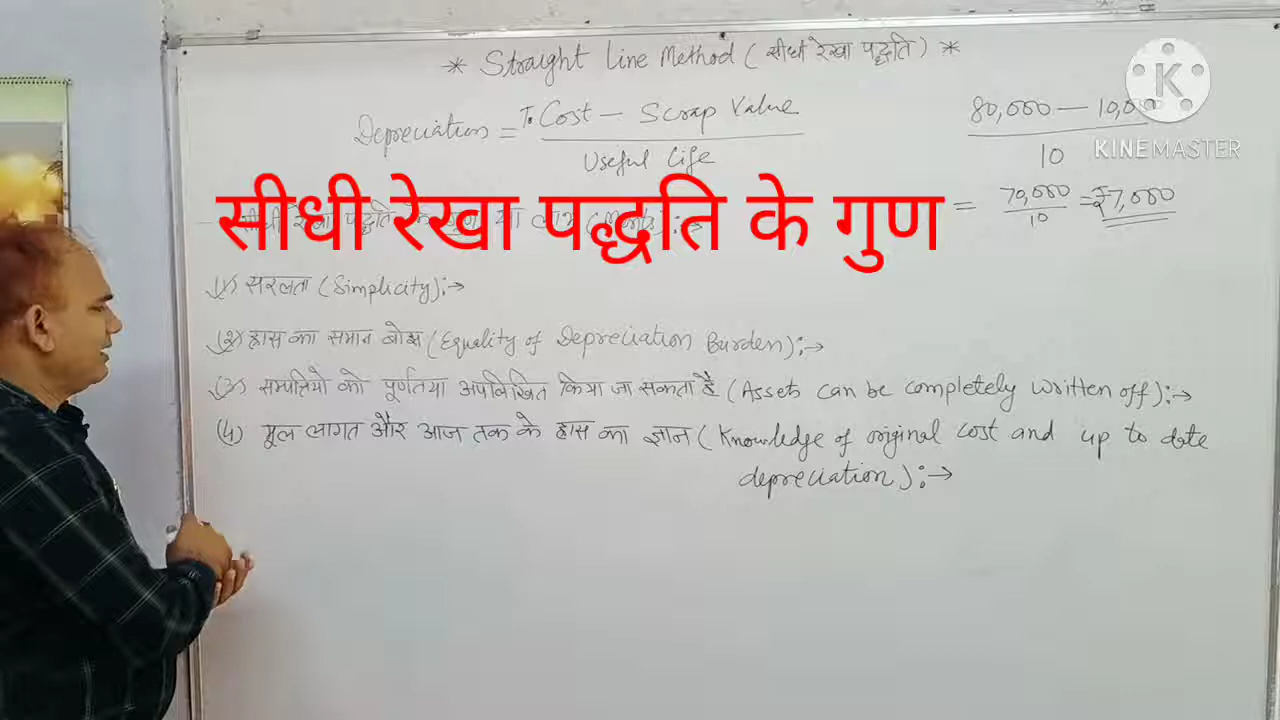 * Straight Line Method (सीधी रेखा पद्धति) *
Depreciation = T. Cost – Scrap Value
Useful Life
80,000 – 10,000
10
= 70,000 = ₹7,000
10
K
KINEMASTER
सीधी रेखा पद्धति के गुण
(1) सरलता (Simplicity):→
(2) ह्रास का समान बोझ (Equality of Depreciation Burden):→
(3) सम्पत्तियो को पूर्णतया अपलिखित किया जा सकता है (Assets can be completely written off):→
(4) मूल लागत और आज तक के ह्रास का ज्ञान (Knowledge of original cost and up to date
depreciation):→